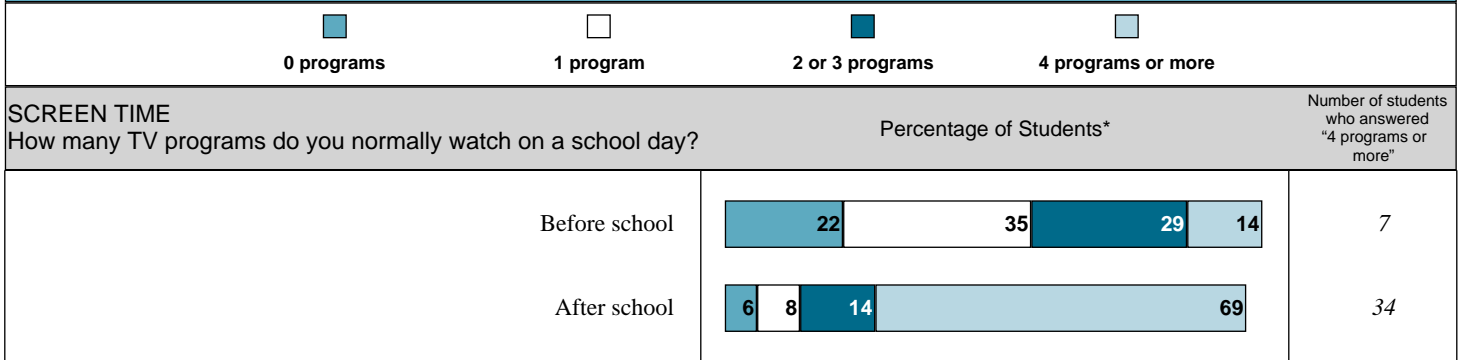 0 programs 1 program 2 or 3 programs 4 programs or more
SCREEN TIME
How many TV programs do you normally watch on a school day?
Percentage of Students*
Number of students
who answered
“4 programs or
more”
Before school 22 35 29 14 7
After school 6 8 14 69 34